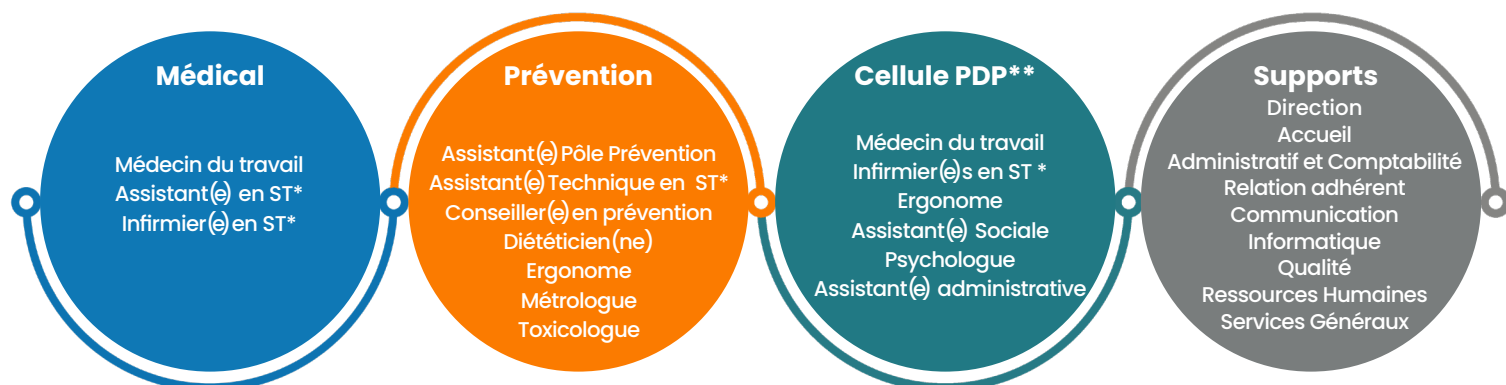 Médical
Médecin du travail
Assistant(e) en ST*
Infirmier(e) en ST*
Prévention
Assistant(e) Pôle Prévention
Assistant(e) Technique en ST*
Conseiller(e) en prévention
Diététicien(ne)
Ergonome
Métrologue
Toxicologue
Cellule PDP**
Médecin du travail
Infirmier(e)s en ST *
Ergonome
Assistant(e) Sociale
Psychologue
Assistant(e) administrative
Supports
Direction
Accueil
Administratif et Comptabilité
Relation adhérent
Communication
Informatique
Qualité
Ressources Humaines
Services Généraux